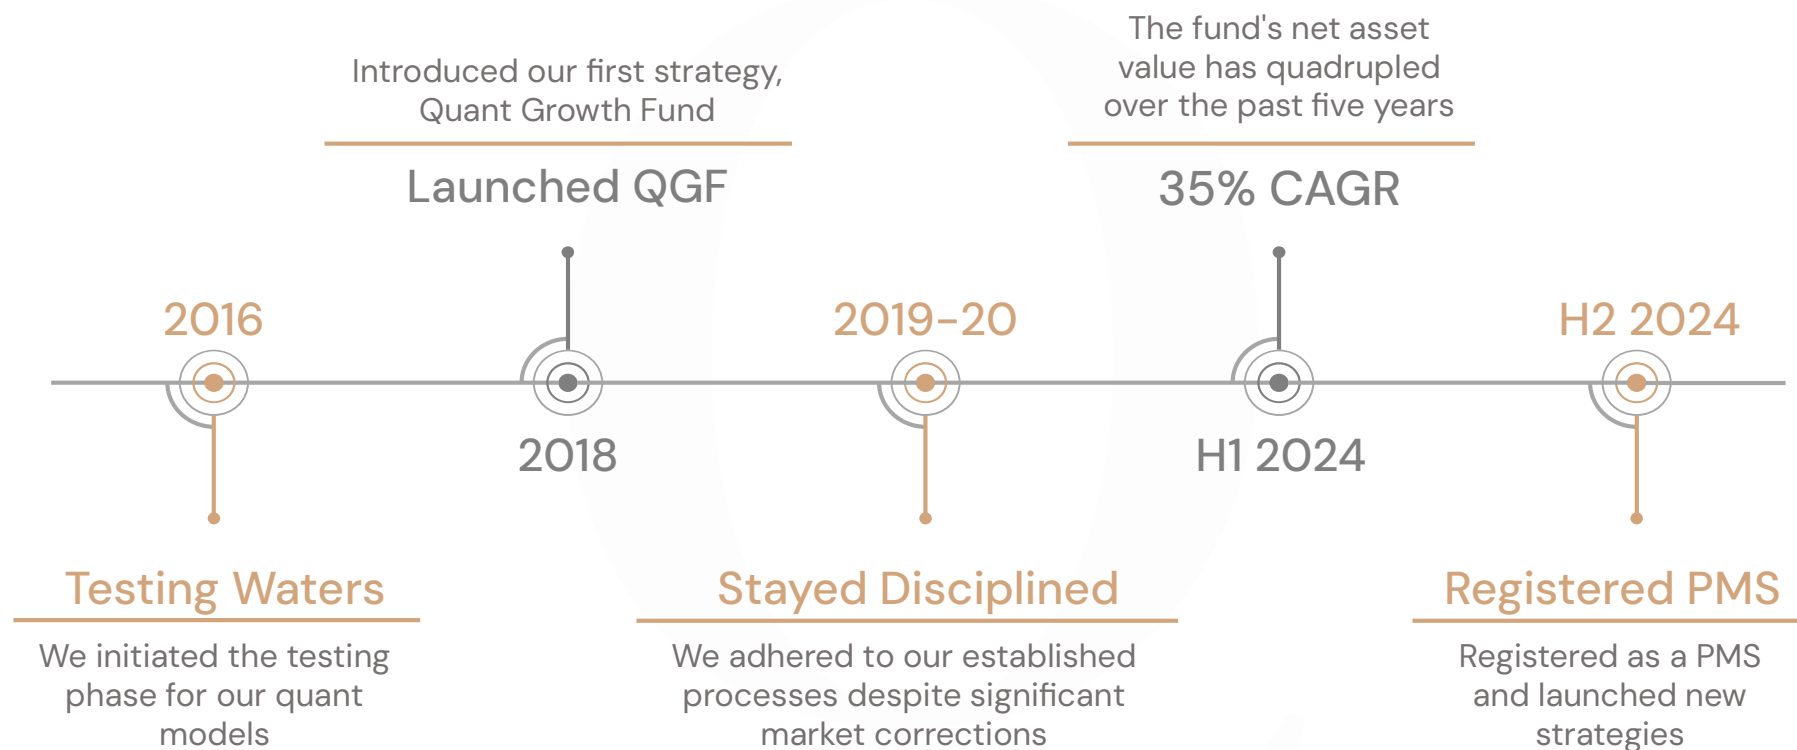 The fund's net asset
value has quadrupled
over the past five years
Introduced our first strategy,
Quant Growth Fund
Launched QGF
35% CAGR
2016
2019-20
H2 2024
2018
H1 2024
Testing Waters
We initiated the testing
phase for our quant
models
Stayed Disciplined
We adhered to our established
processes despite significant
market corrections
Registered PMS
Registered as a PMS
and launched new
strategies